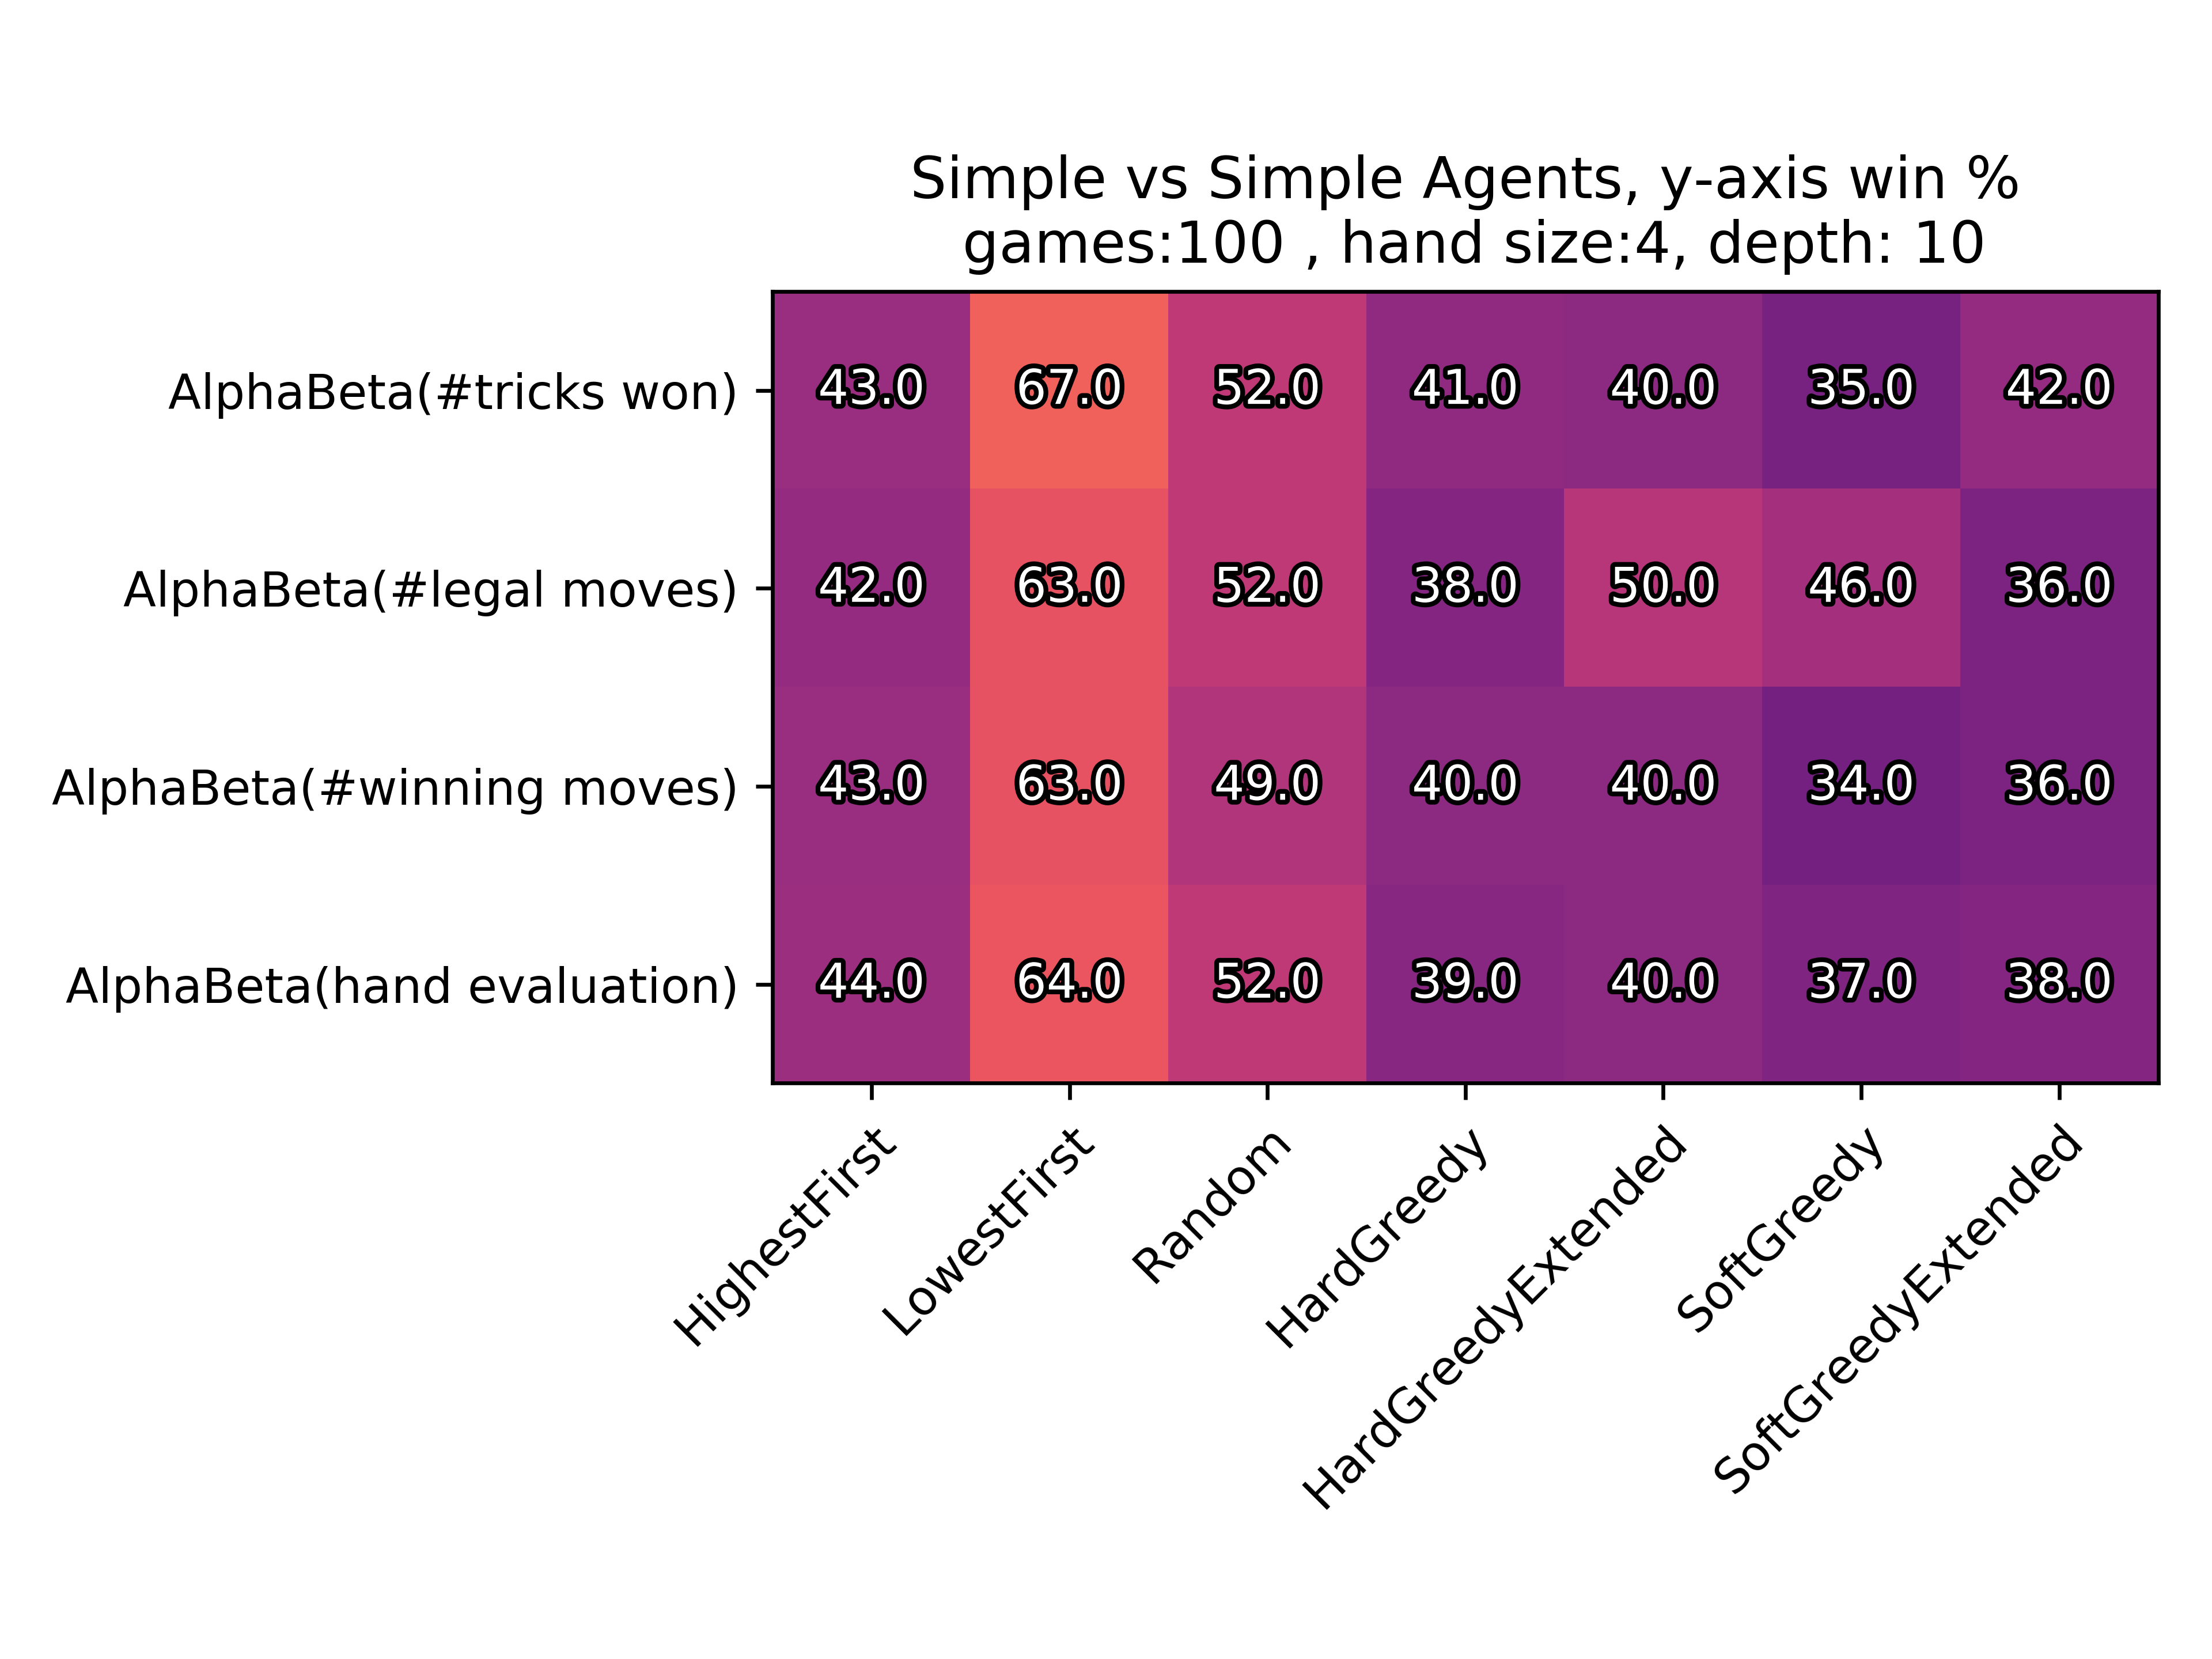 Simple vs Simple Agents, y-axis win %
games:100 , hand size:4, depth: 10
AlphaBeta(#tricks won) 43.0 67.0 52.0 41.0 40.0 35.0 42.0
AlphaBeta(#legal moves) 42.0 63.0 52.0 38.0 50.0 46.0 36.0
AlphaBeta(#winning moves) 43.0 63.0 49.0 40.0 40.0 34.0 36.0
AlphaBeta(hand evaluation) 44.0 64.0 52.0 39.0 40.0 37.0 38.0
HighestFirst
LowestFirst
Random
HardGreedy
HardGreedyExtended
SoftGreedy
SoftGreedyExtended